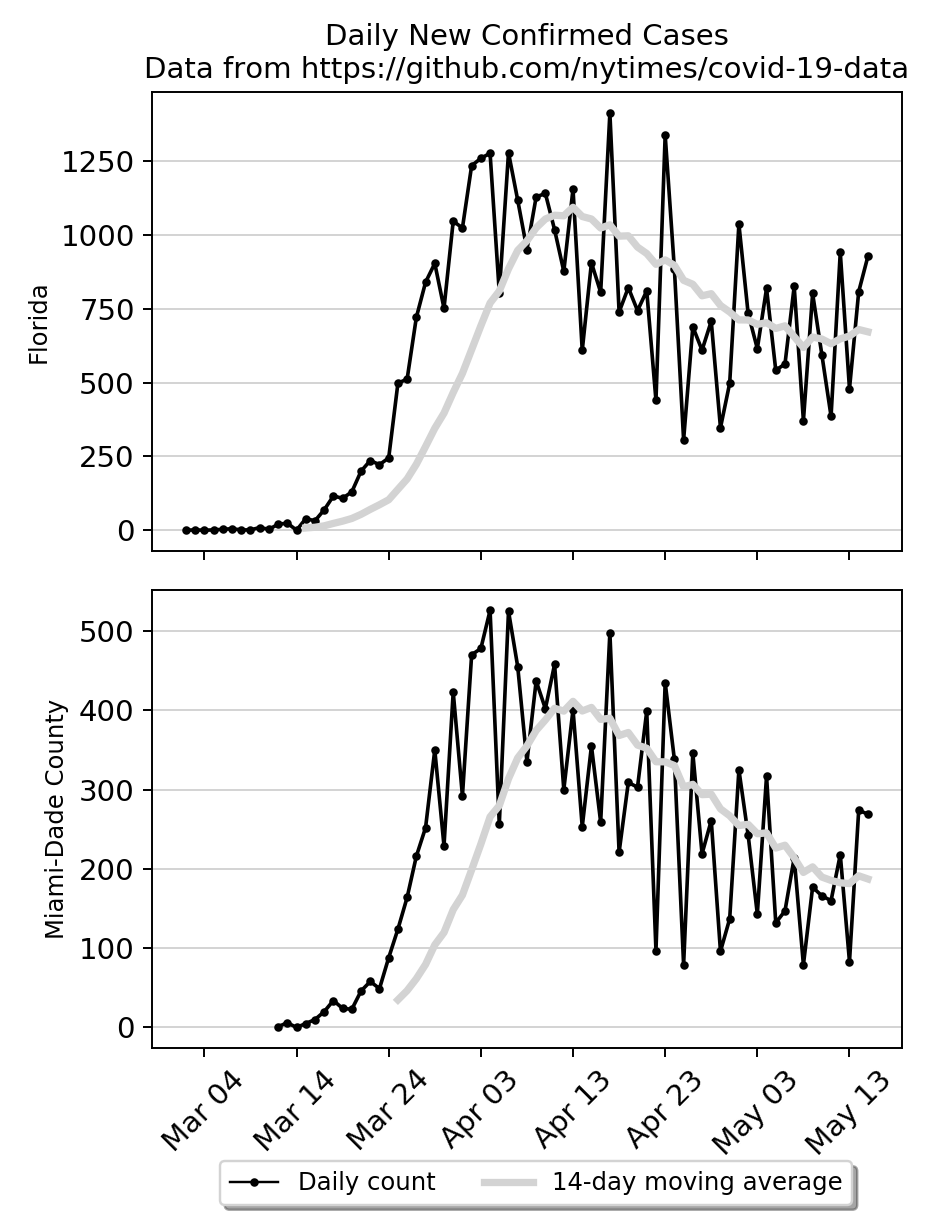 Daily New Confirmed Cases
Data from https://github.com/nytimes/covid-19-data
1250
1000
750
500
250
0
Florida
500
400
300
200
100
0
Miami-Dade County
Mar 04
Mar 14
Mar 24
Apr 03
Apr 13
Apr 23
May 03
May 13
Daily count
14-day moving average